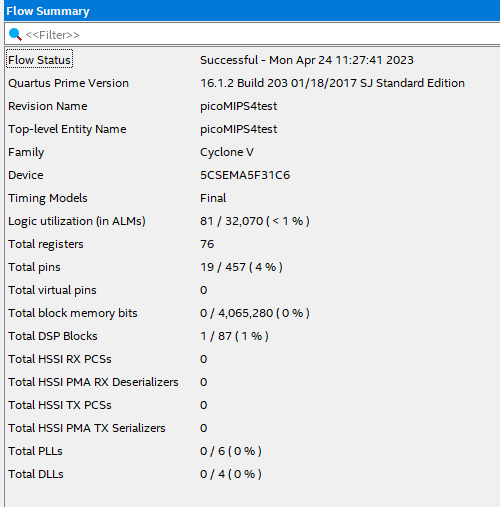 Flow Summary
<<Filter>>
Flow Status Successful - Mon Apr 24 11:27:41 2023
Quartus Prime Version 16.1.2 Build 203 01/18/2017 SJ Standard Edition
Revision Name picoMIPS4test
Top-level Entity Name picoMIPS4test
Family Cyclone V
Device 5CSEMA5F31C6
Timing Models Final
Logic utilization (in ALMs) 81 / 32,070 ( < 1 % )
Total registers 76
Total pins 19 / 457 ( 4 % )
Total virtual pins 0
Total block memory bits 0 / 4,065,280 ( 0 % )
Total DSP Blocks 1 / 87 ( 1 % )
Total HSSI RX PCSs 0
Total HSSI PMA RX Deserializers 0
Total HSSI TX PCSs 0
Total HSSI PMA TX Serializers 0
Total PLLs 0 / 6 ( 0 % )
Total DLLs 0 / 4 ( 0 % )